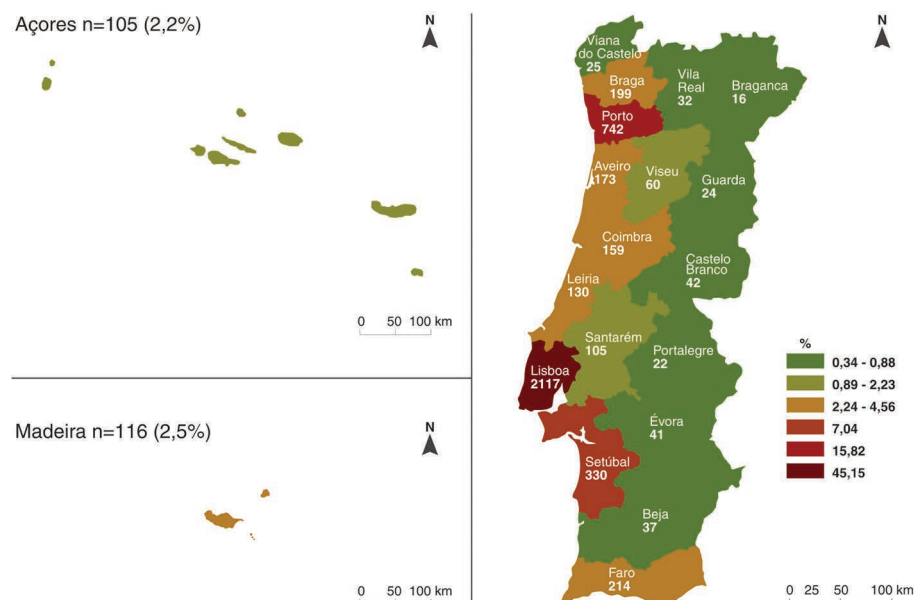 Açores n=105 (2,2%)
N
0 50 100 km
Madeira n=116 (2,5%)
N
0 50 100 km
N
Viana
do Castelo
25
Braga
199
Vila
Real
32
Braganca
16
Porto
742
Aveiro
173
Viseu
60
Guarda
24
Coimbra
159
Castelo
Branco
42
Leiria
130
Santarém
105
Portalegre
22
Lisboa
2117
Évora
41
Setúbal
330
Beja
37
Faro
214
%
0,34 - 0,88
0,89 - 2,23
2,24 - 4,56
7,04
15,82
45,15
0 25 50 100 km